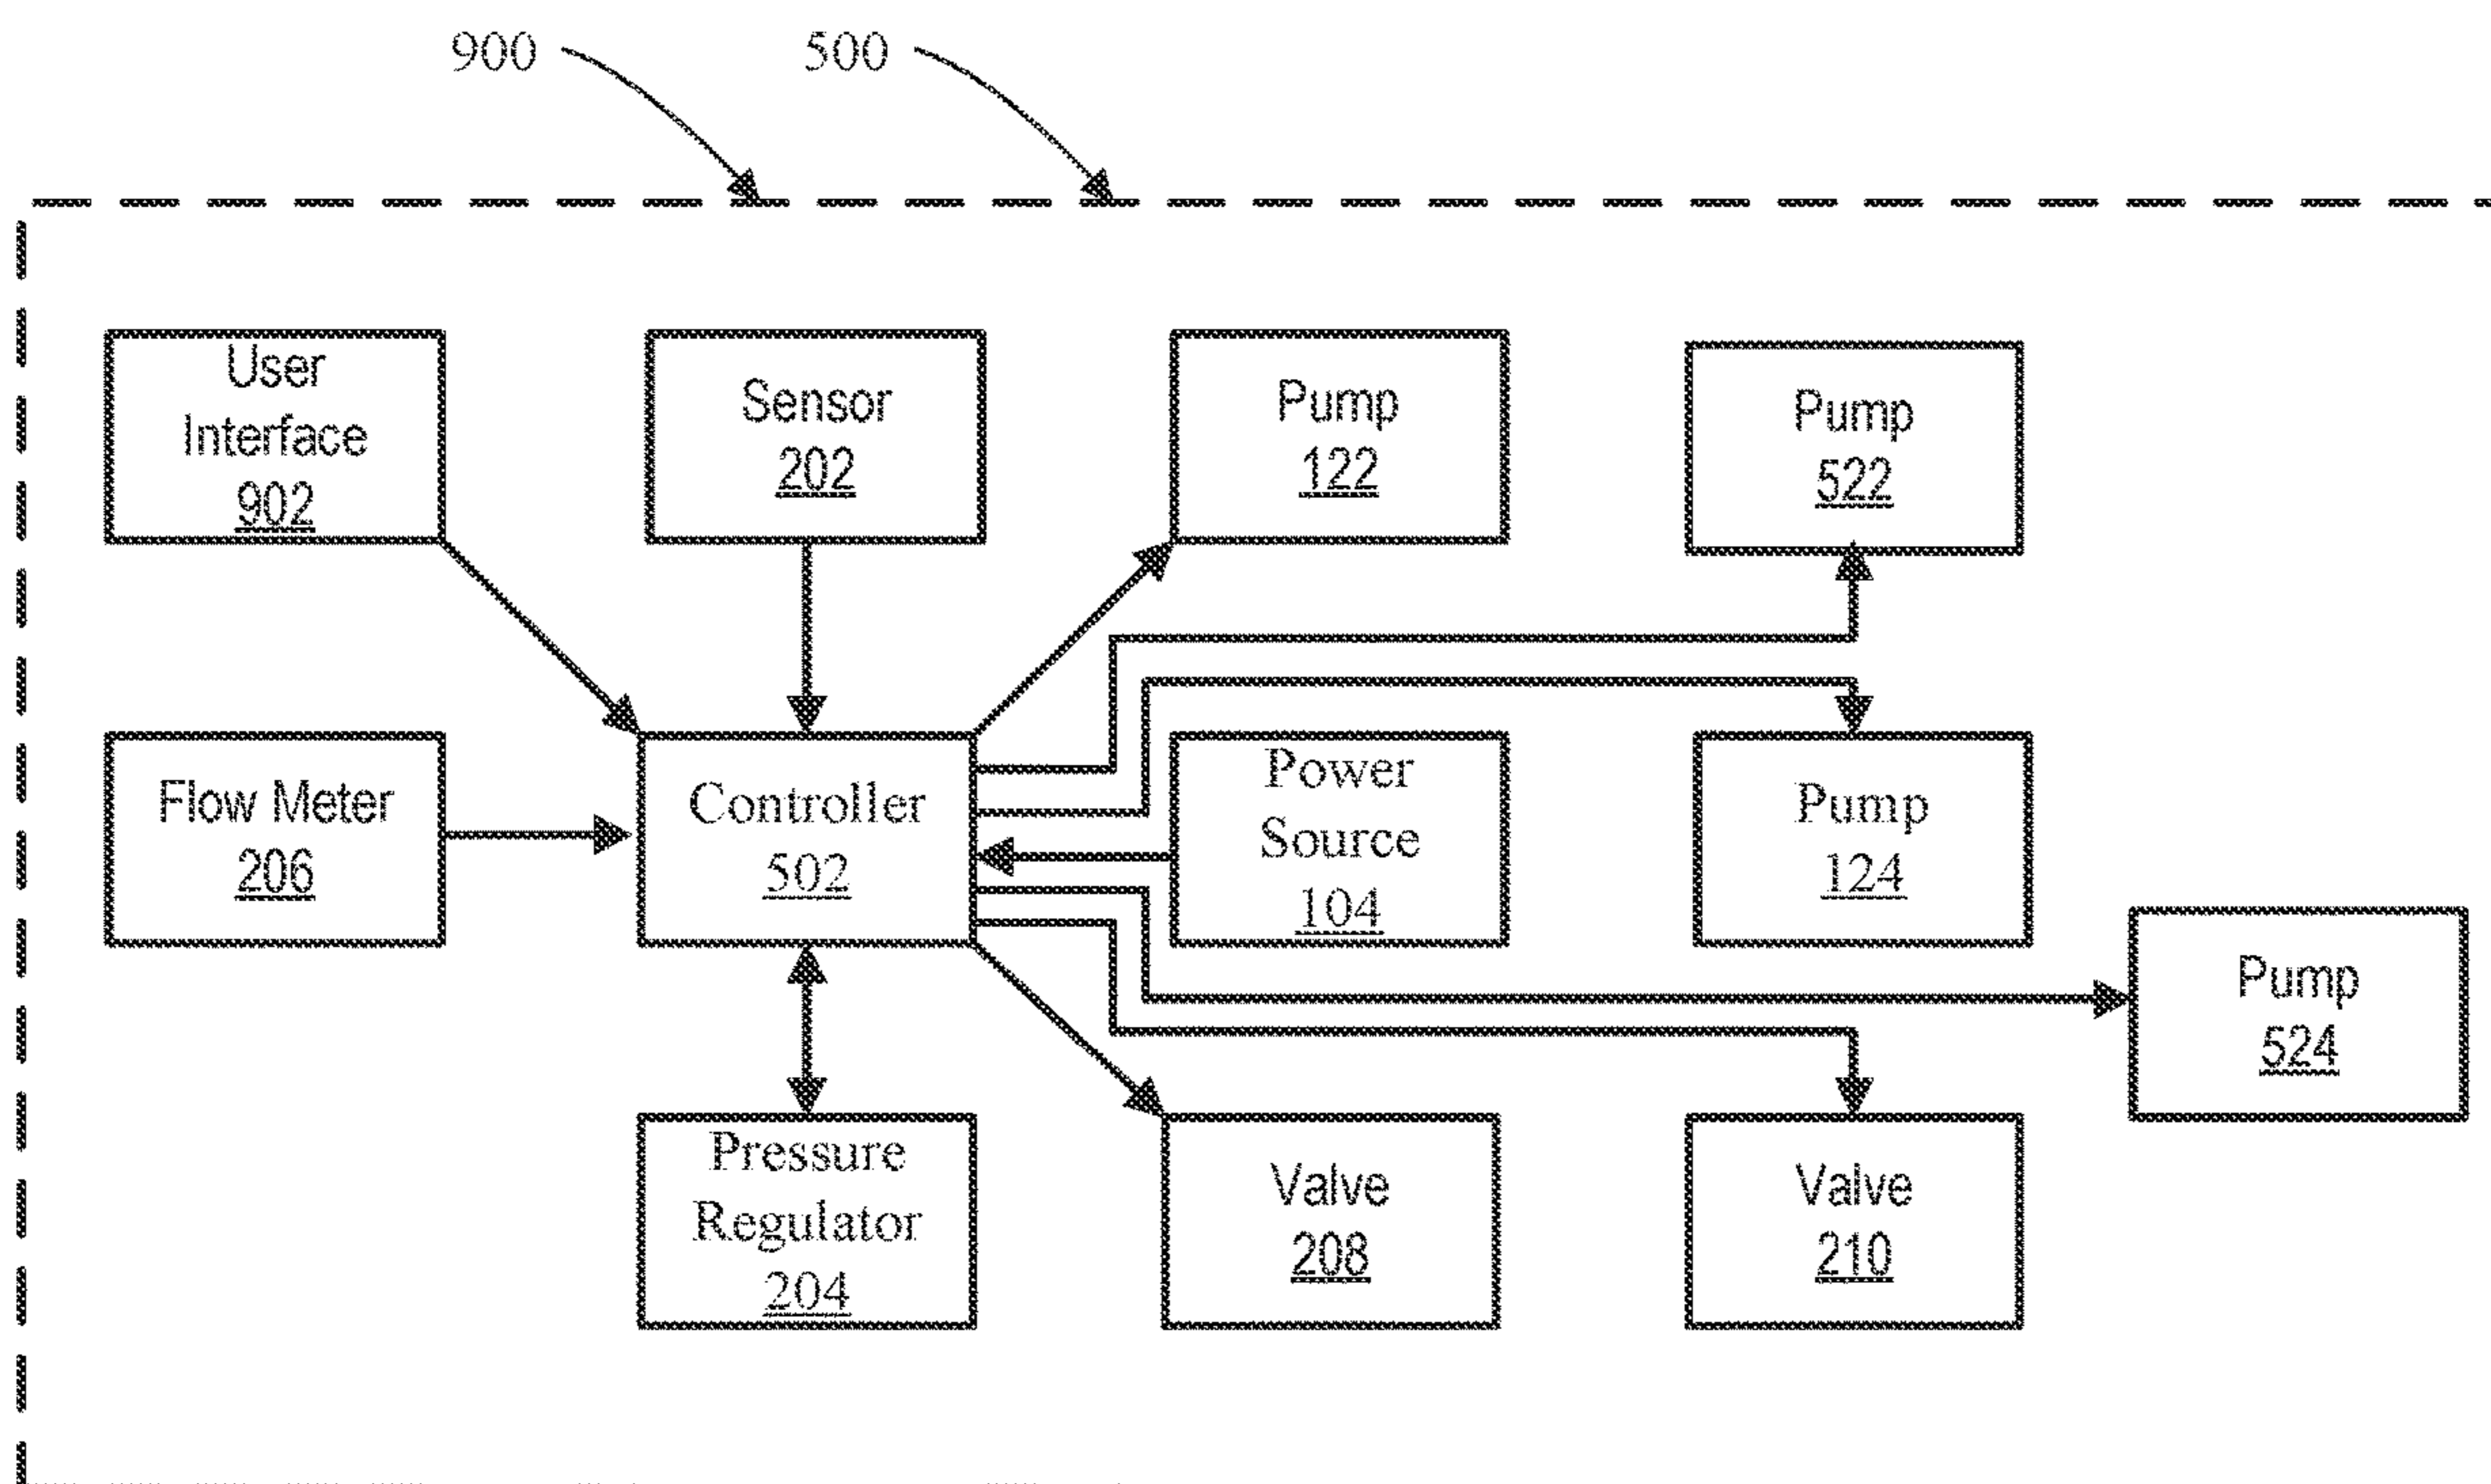 900
500
User
Interface
902
Sensor
202
Pump
122
Pump
522
Flow Meter
206
Controller
502
Power
Source
104
Pump
124
Pump
524
Pressure
Regulator
204
Valve
208
Valve
210